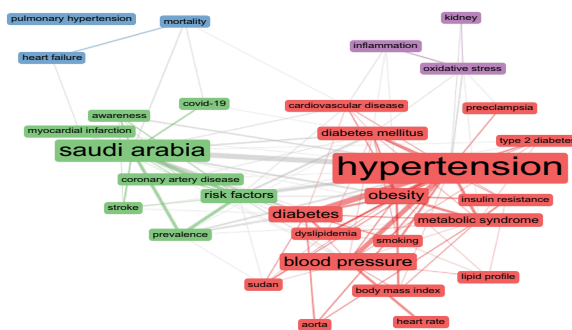 kidney
pulmonary hypertension
mortality
inflammation
heart failure
oxidative stress
covid-19
cardiovascular disease
preeclampsia
awareness
myocardial infarction
diabetes mellitus
type 2 diabetes
saudi arabia
hypertension
coronary artery disease
risk factors
obesity
insulin resistance
stroke
diabetes
metabolic syndrome
prevalence
dyslipidemia
smoking
blood pressure
lipid profile
sudan
body mass index
aorta
heart rate